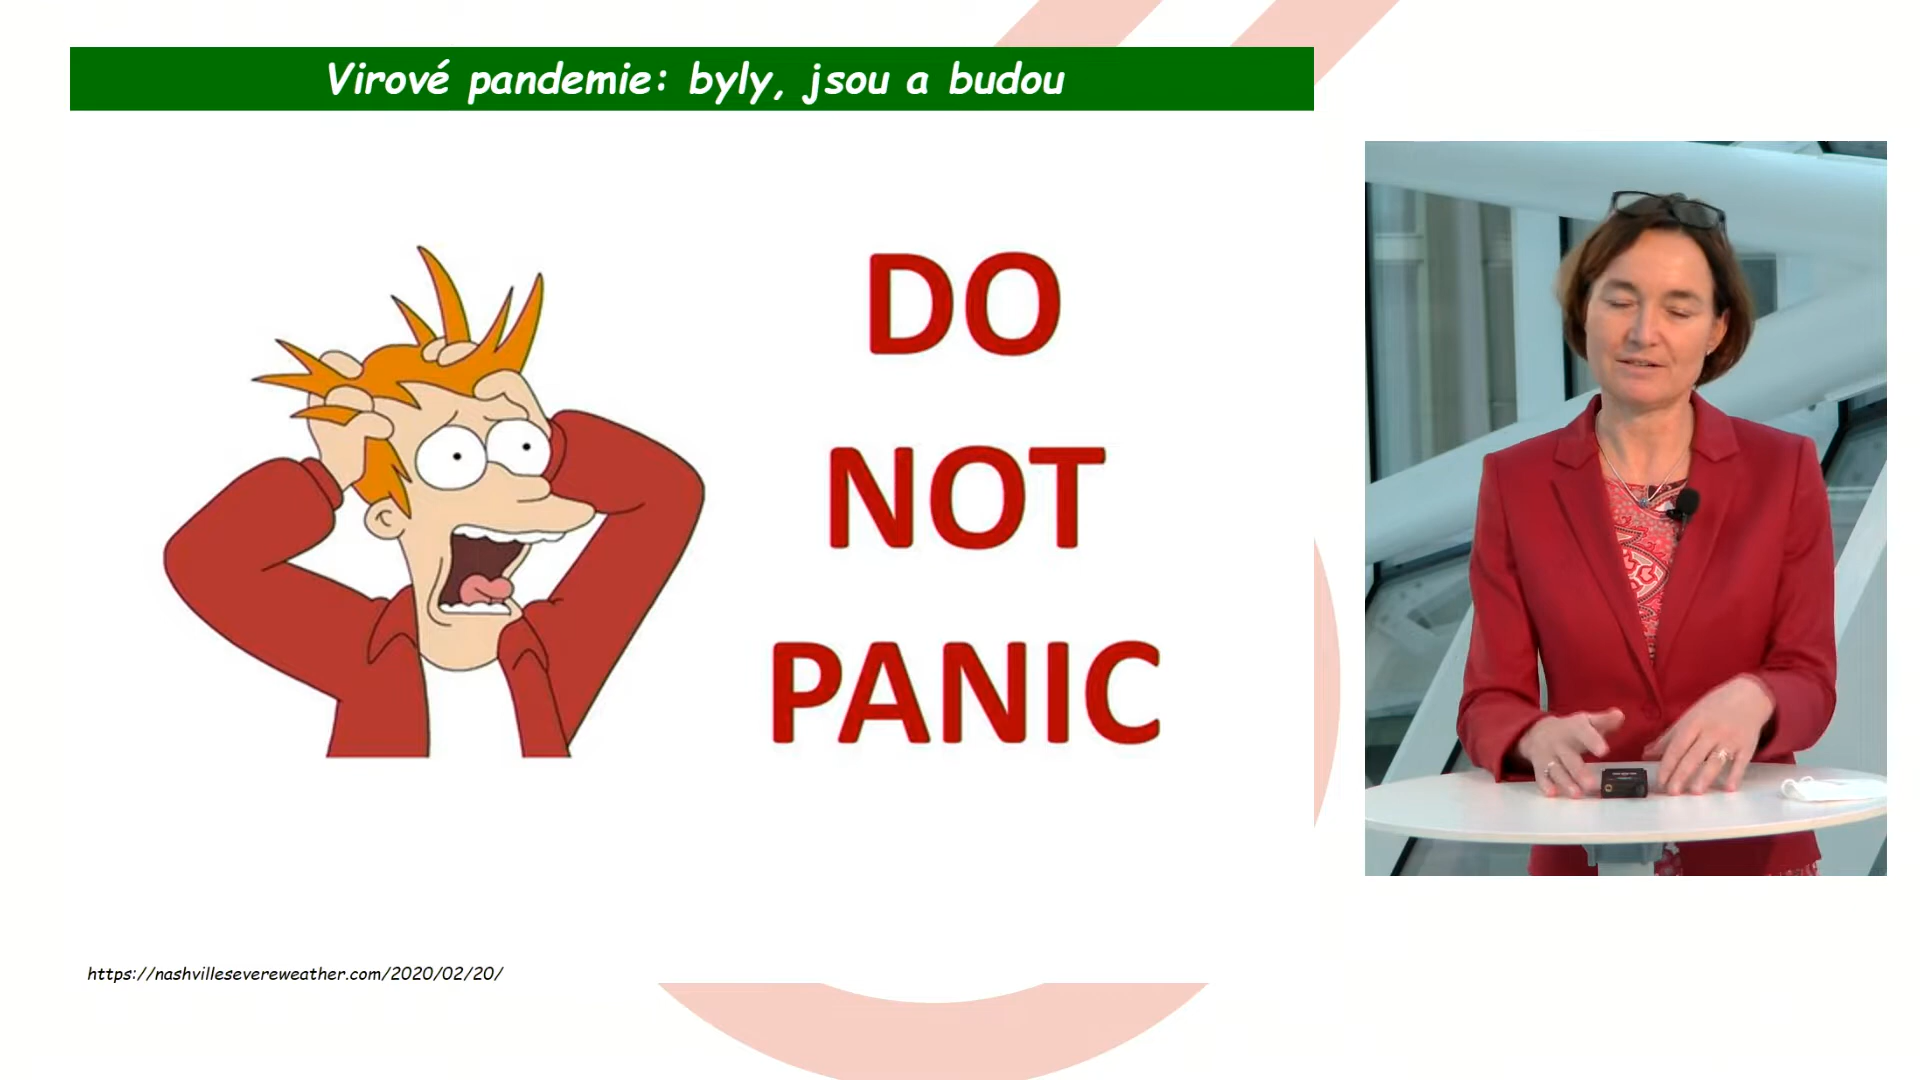 Virové pandemie: byly, jsou a budou
DO
NOT
PANIC
https://nashvillesevereweather.com/2020/02/20/